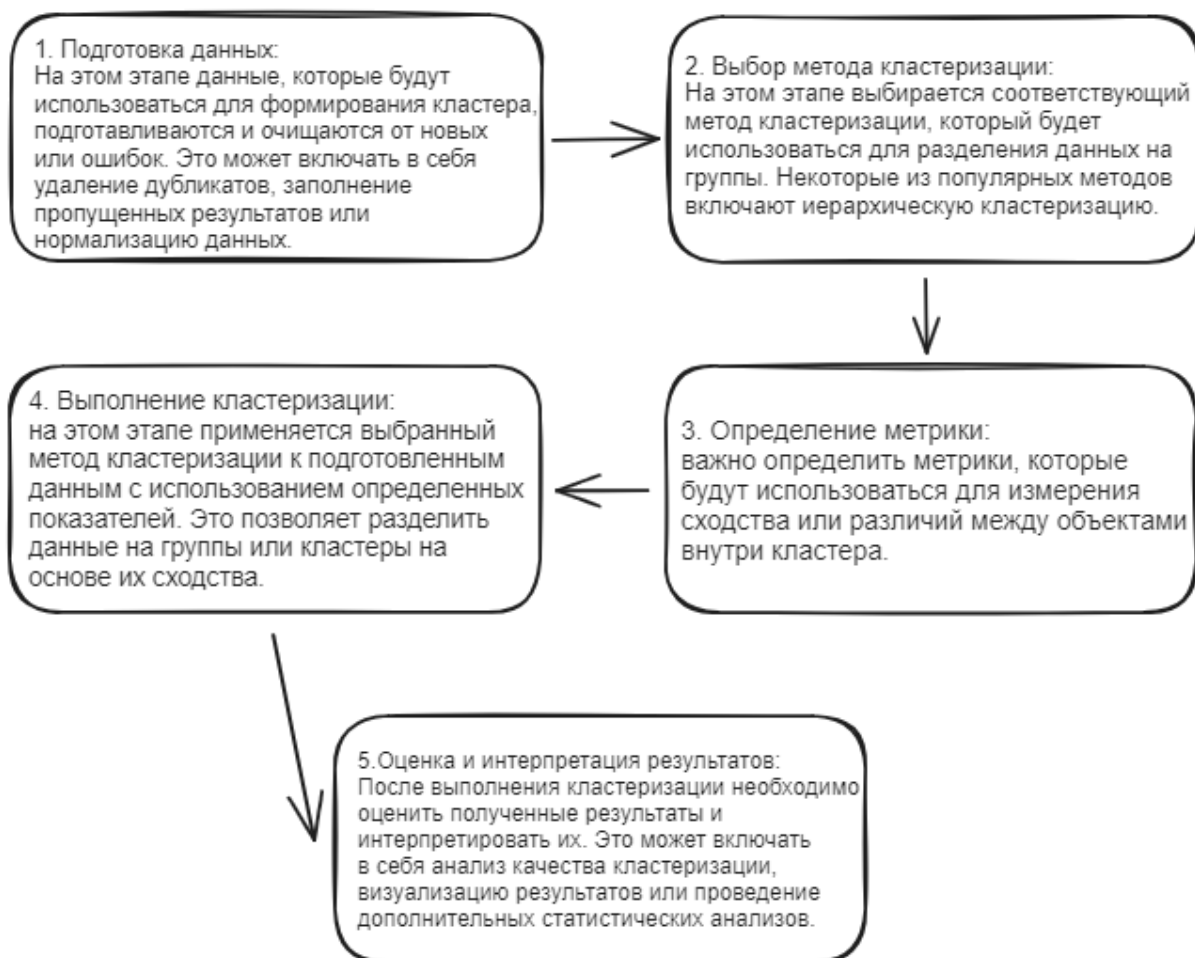 1. Подготовка данных:
На этом этапе данные, которые будут
использоваться для формирования кластера,
подготавливаются и очищаются от новых
или ошибок. Это может включать в себя
удаление дубликатов, заполнение
пропущенных результатов или
нормализацию данных.
2. Выбор метода кластеризации:
На этом этапе выбирается соответствующий
метод кластеризации, который будет
использоваться для разделения данных на
группы. Некоторые из популярных методов
включают иерархическую кластеризацию.
3. Определение метрики:
важно определить метрики, которые
будут использоваться для измерения
сходства или различий между объектами
внутри кластера.
4. Выполнение кластеризации:
на этом этапе применяется выбранный
метод кластеризации к подготовленным
данным с использованием определенных
показателей. Это позволяет разделить
данные на группы или кластеры на
основе их сходства.
5.Оценка и интерпретация результатов:
После выполнения кластеризации необходимо
оценить полученные результаты и
интерпретировать их. Это может включать
в себя анализ качества кластеризации,
визуализацию результатов или проведение
дополнительных статистических анализов.